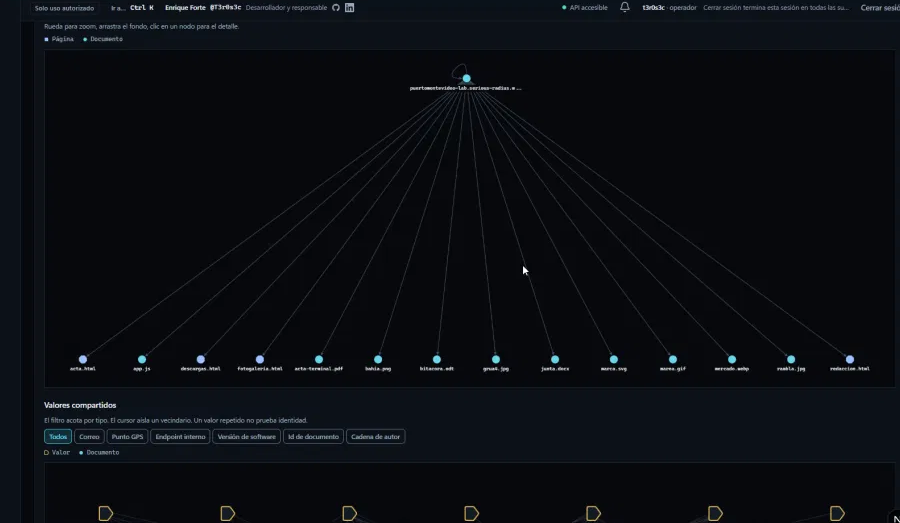 Solo uso autorizado Ir a... Ctrl K Enrique Forte @T3r0s3c Desarrollador y responsable API accesible t3r0s3c · operador Cerrar sesión termina esta sesión en todas las su... Cerrar sesió
Rueda para zoom, arrastra el fondo, clic en un nodo para el detalle.
Página Documento
puertomontevideo-lab.serious-radius.w...
acta.html app.js descargas.html fotogaleria.html acta-terminal.pdf bahia.png bitacora.odt grua4.jpg junta.docx marca.svg marea.gif mercado.webp rambla.jpg redaccion.html
Valores compartidos
El filtro acota por tipo. El cursor aísla un vecindario. Un valor repetido no prueba identidad.
Todos Correo Punto GPS Endpoint interno Versión de software Id de documento Cadena de autor
Valor Documento
N